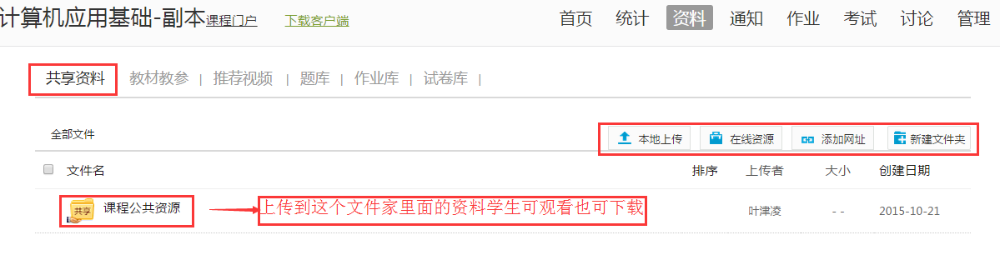 计算机应用基础-副本课程门户 下载客户端 首页 统计 资料 通知 作业 考试 讨论 管理
共享资料 教材教参 | 推荐视频 | 题库 | 作业库 | 试卷库 |
全部文件 本地上传 在线资源 添加网址 新建文件夹
文件名 排序 上传者 大小 创建日期
共享 课程公共资源 上传到这个文件家里面的资料学生可观看也可下载 叶津凌 - - 2015-10-21